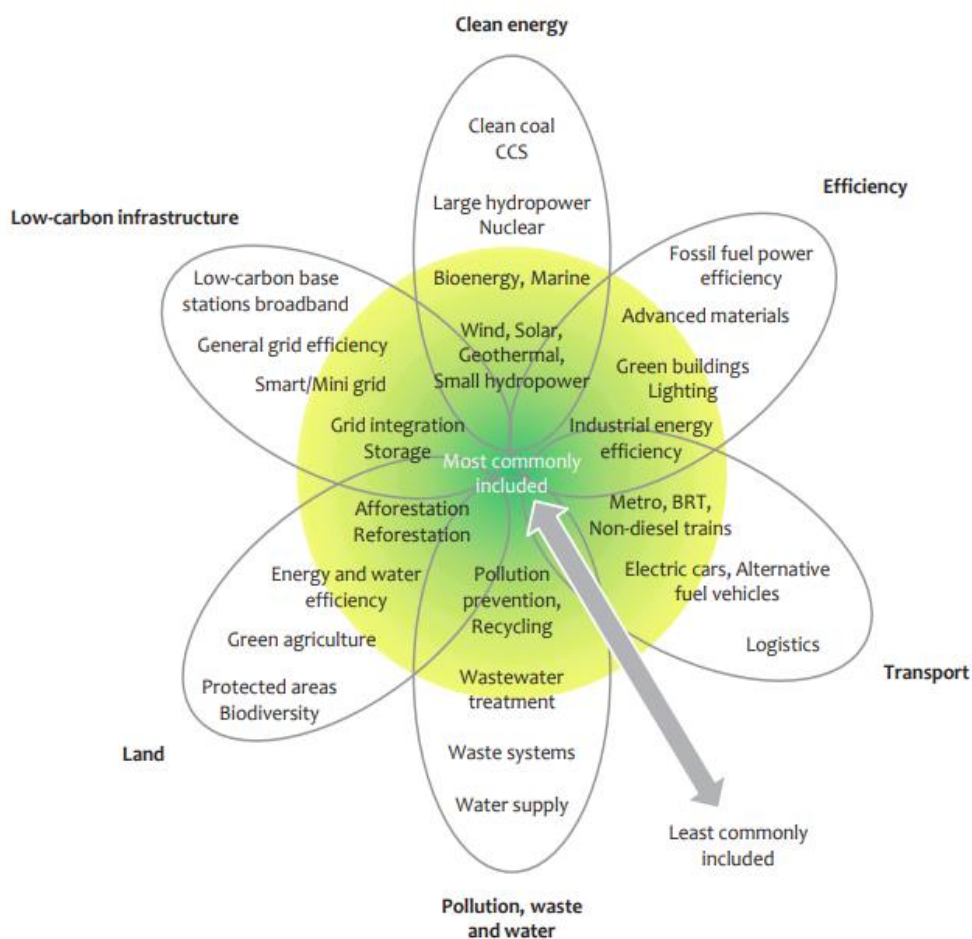 Clean energy
Clean coal
CCS
Large hydropower
Nuclear
Bioenergy, Marine
Wind, Solar,
Geothermal,
Small hydropower
Efficiency
Fossil fuel power
efficiency
Advanced materials
Green buildings
Lighting
Industrial energy
efficiency
Low-carbon infrastructure
Low-carbon base
stations broadband
General grid efficiency
Smart/Mini grid
Grid integration
Storage
Most commonly
included
Metro, BRT,
Non-diesel trains
Electric cars, Alternative
fuel vehicles
Logistics
Transport
Afforestation
Reforestation
Energy and water
efficiency
Green agriculture
Protected areas
Biodiversity
Land
Pollution
prevention,
Recycling
Wastewater
treatment
Waste systems
Water supply
Pollution, waste
and water
Least commonly
included